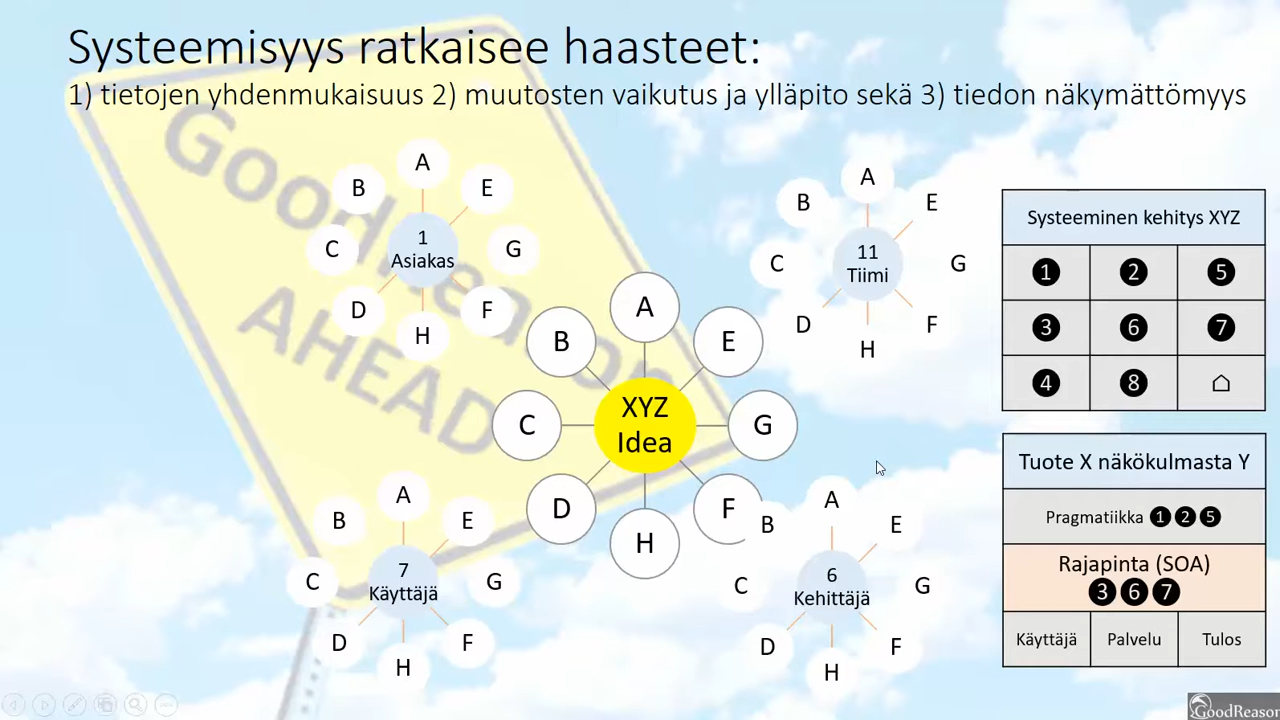 Systeemisyys ratkaisee haasteet:
1) tietojen yhdenmukaisuus 2) muutosten vaikutus ja ylläpito sekä 3) tiedon näkymättömyys
GoodReason
AHEAD
A
B
E
C
1
Asiakas
G
D
F
H
A
B
E
C
11
Tiimi
G
D
F
H
A
B
E
C
XYZ
Idea
G
D
F
H
A
B
E
C
7
Käyttäjä
G
D
F
H
A
B
E
C
6
Kehittäjä
G
D
F
H
Systeeminen kehitys XYZ
1 2 5
3 6 7
4 8
Tuote X näkökulmasta Y
Pragmatiikka 1 2 5
Rajapinta (SOA)
3 6 7
Käyttäjä Palvelu Tulos
GoodReason